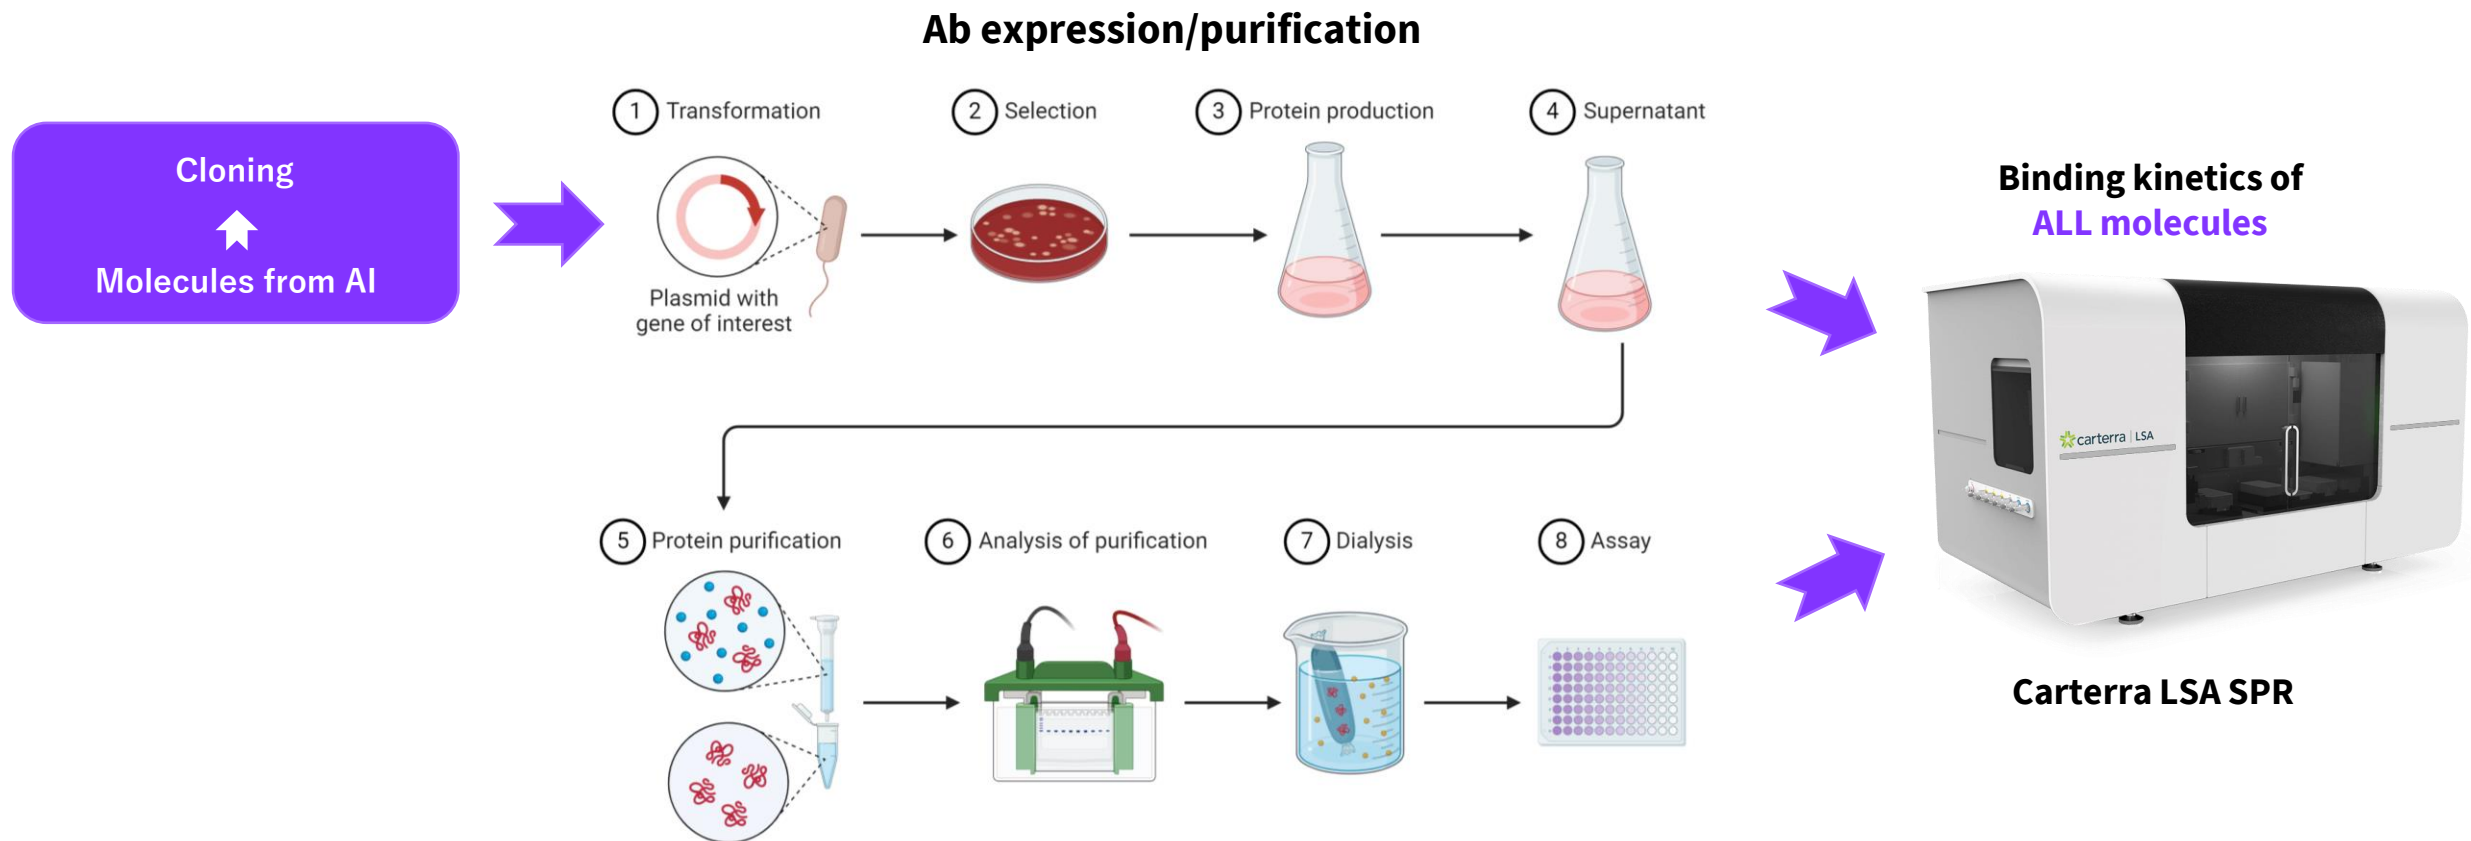 Ab expression/purification
Cloning
Molecules from AI
1 Transformation
Plasmid with
gene of interest
2 Selection
3 Protein production
4 Supernatant
5 Protein purification
6 Analysis of purification
7 Dialysis
8 Assay
Binding kinetics of
ALL molecules
carterra | LSA
Carterra LSA SPR